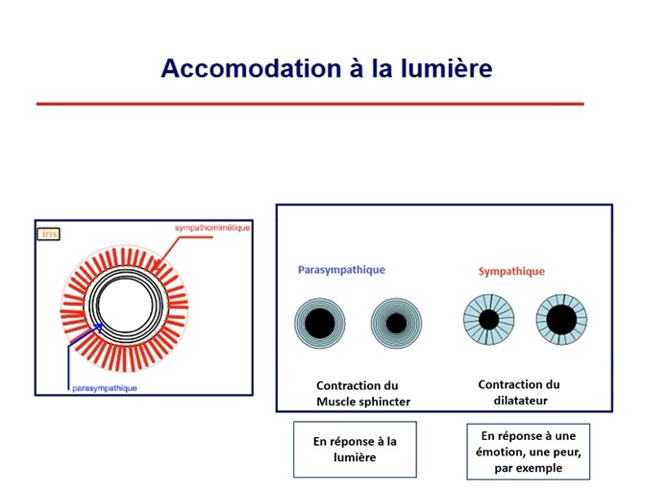 Accomodation à la lumière
iris
sympathomimétique
parasympathique
Parasympathique
Sympathique
Contraction du
Muscle sphincter
Contraction du
dilatateur
En réponse à la
lumière
En réponse à une
émotion, une peur,
par exemple